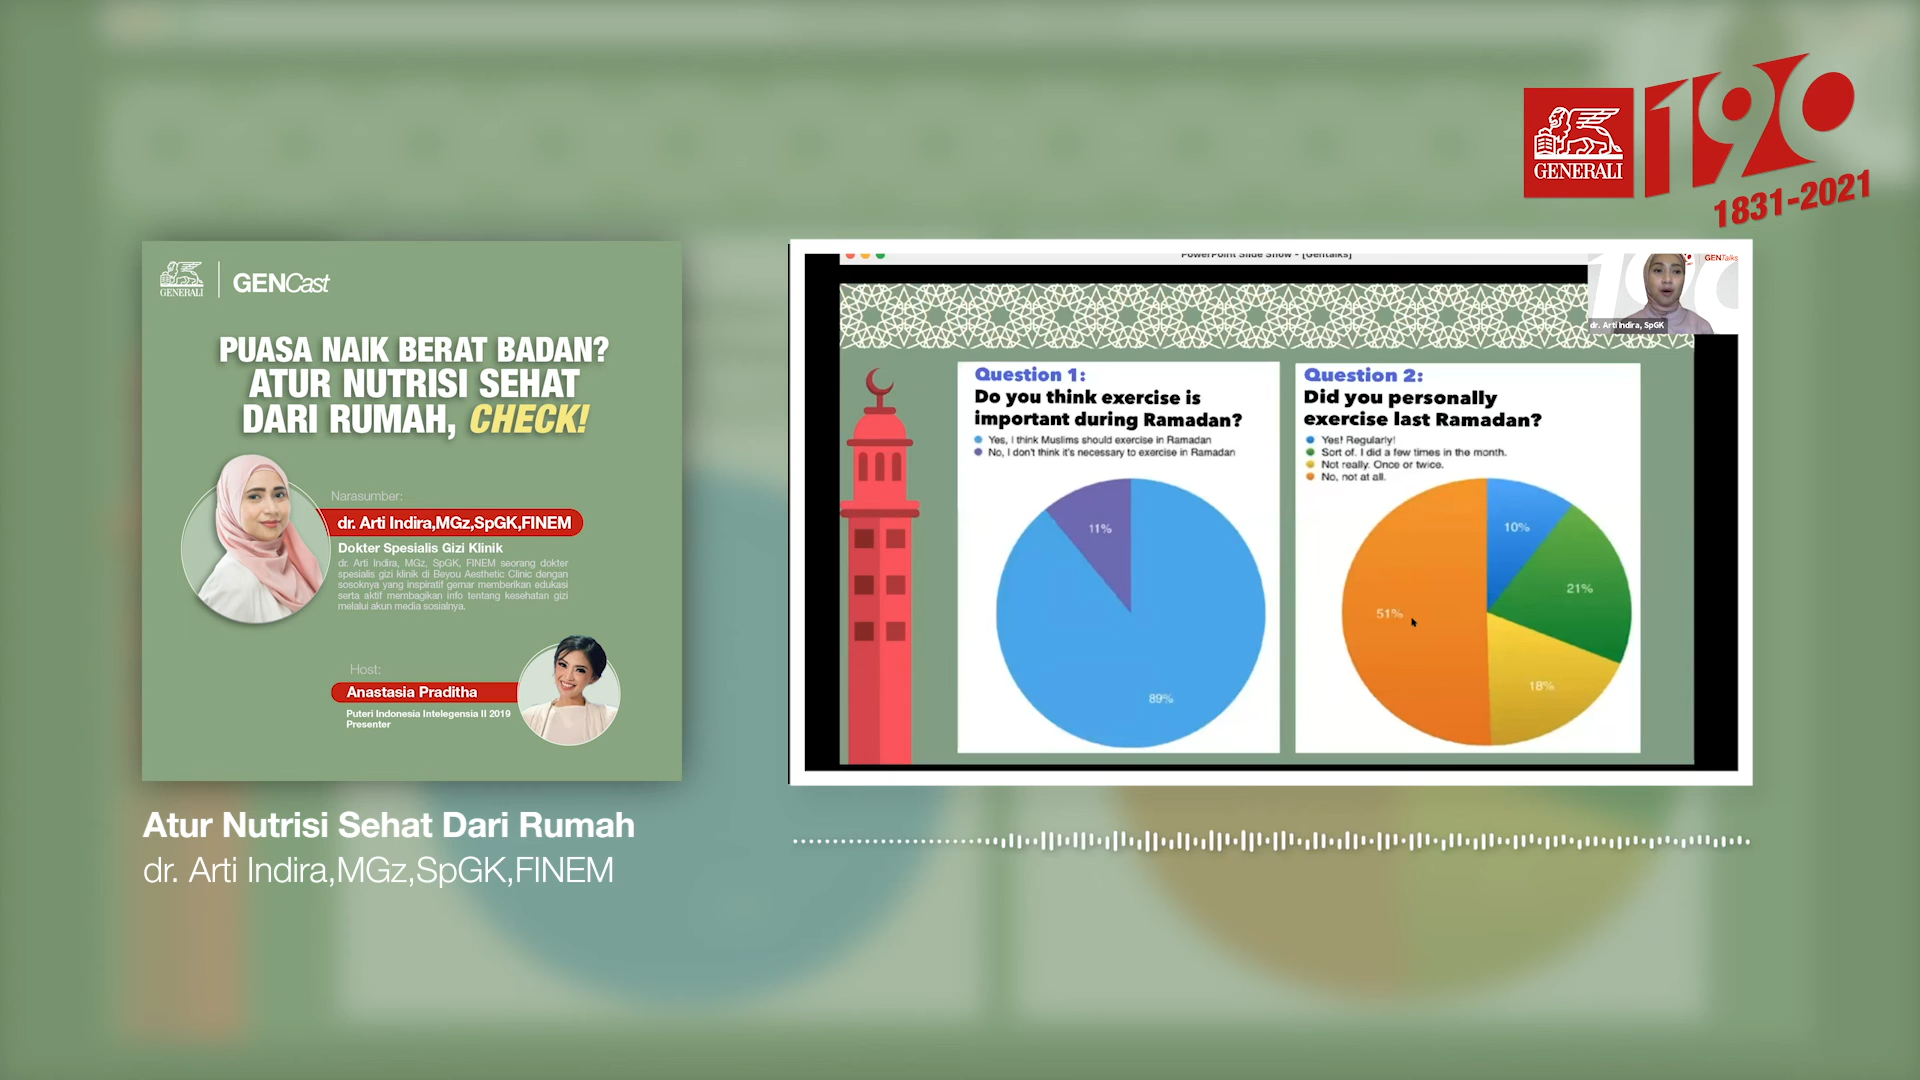 GENERALI
190
1831-2021
GENERALI
GENCast
PUASA NAIK BERAT BADAN?
ATUR NUTRISI SEHAT
DARI RUMAH, CHECK!
Narasumber:
dr. Arti Indira,MGz,SpGK,FINEM
Dokter Spesialis Gizi Klinik
dr. Arti Indira, MGz, SpGK, FINEM seorang dokter
spesialis gizi klinik di Beyou Aesthetic Clinic dengan
sosoknya yang inspiratif gemar memberikan edukasi
serta aktif membagikan info tentang kesehatan gizi
melalui akun media sosialnya.
Host:
Anastasia Praditha
Puteri Indonesia Intelegensia II 2019
Presenter
Atur Nutrisi Sehat Dari Rumah
dr. Arti Indira,MGz,SpGK,FINEM
PowerPoint Slide Show - [Gentalks]
GENTalks
dr. Arti Indira, SpGK
Question 1:
Do you think exercise is
important during Ramadan?
Yes, I think Muslims should exercise in Ramadan
No, I don't think it's necessary to exercise in Ramadan
11%
89%
Question 2:
Did you personally
exercise last Ramadan?
Yes! Regularly!
Sort of. I did a few times in the month.
Not really. Once or twice.
No, not at all.
10%
21%
51%
18%